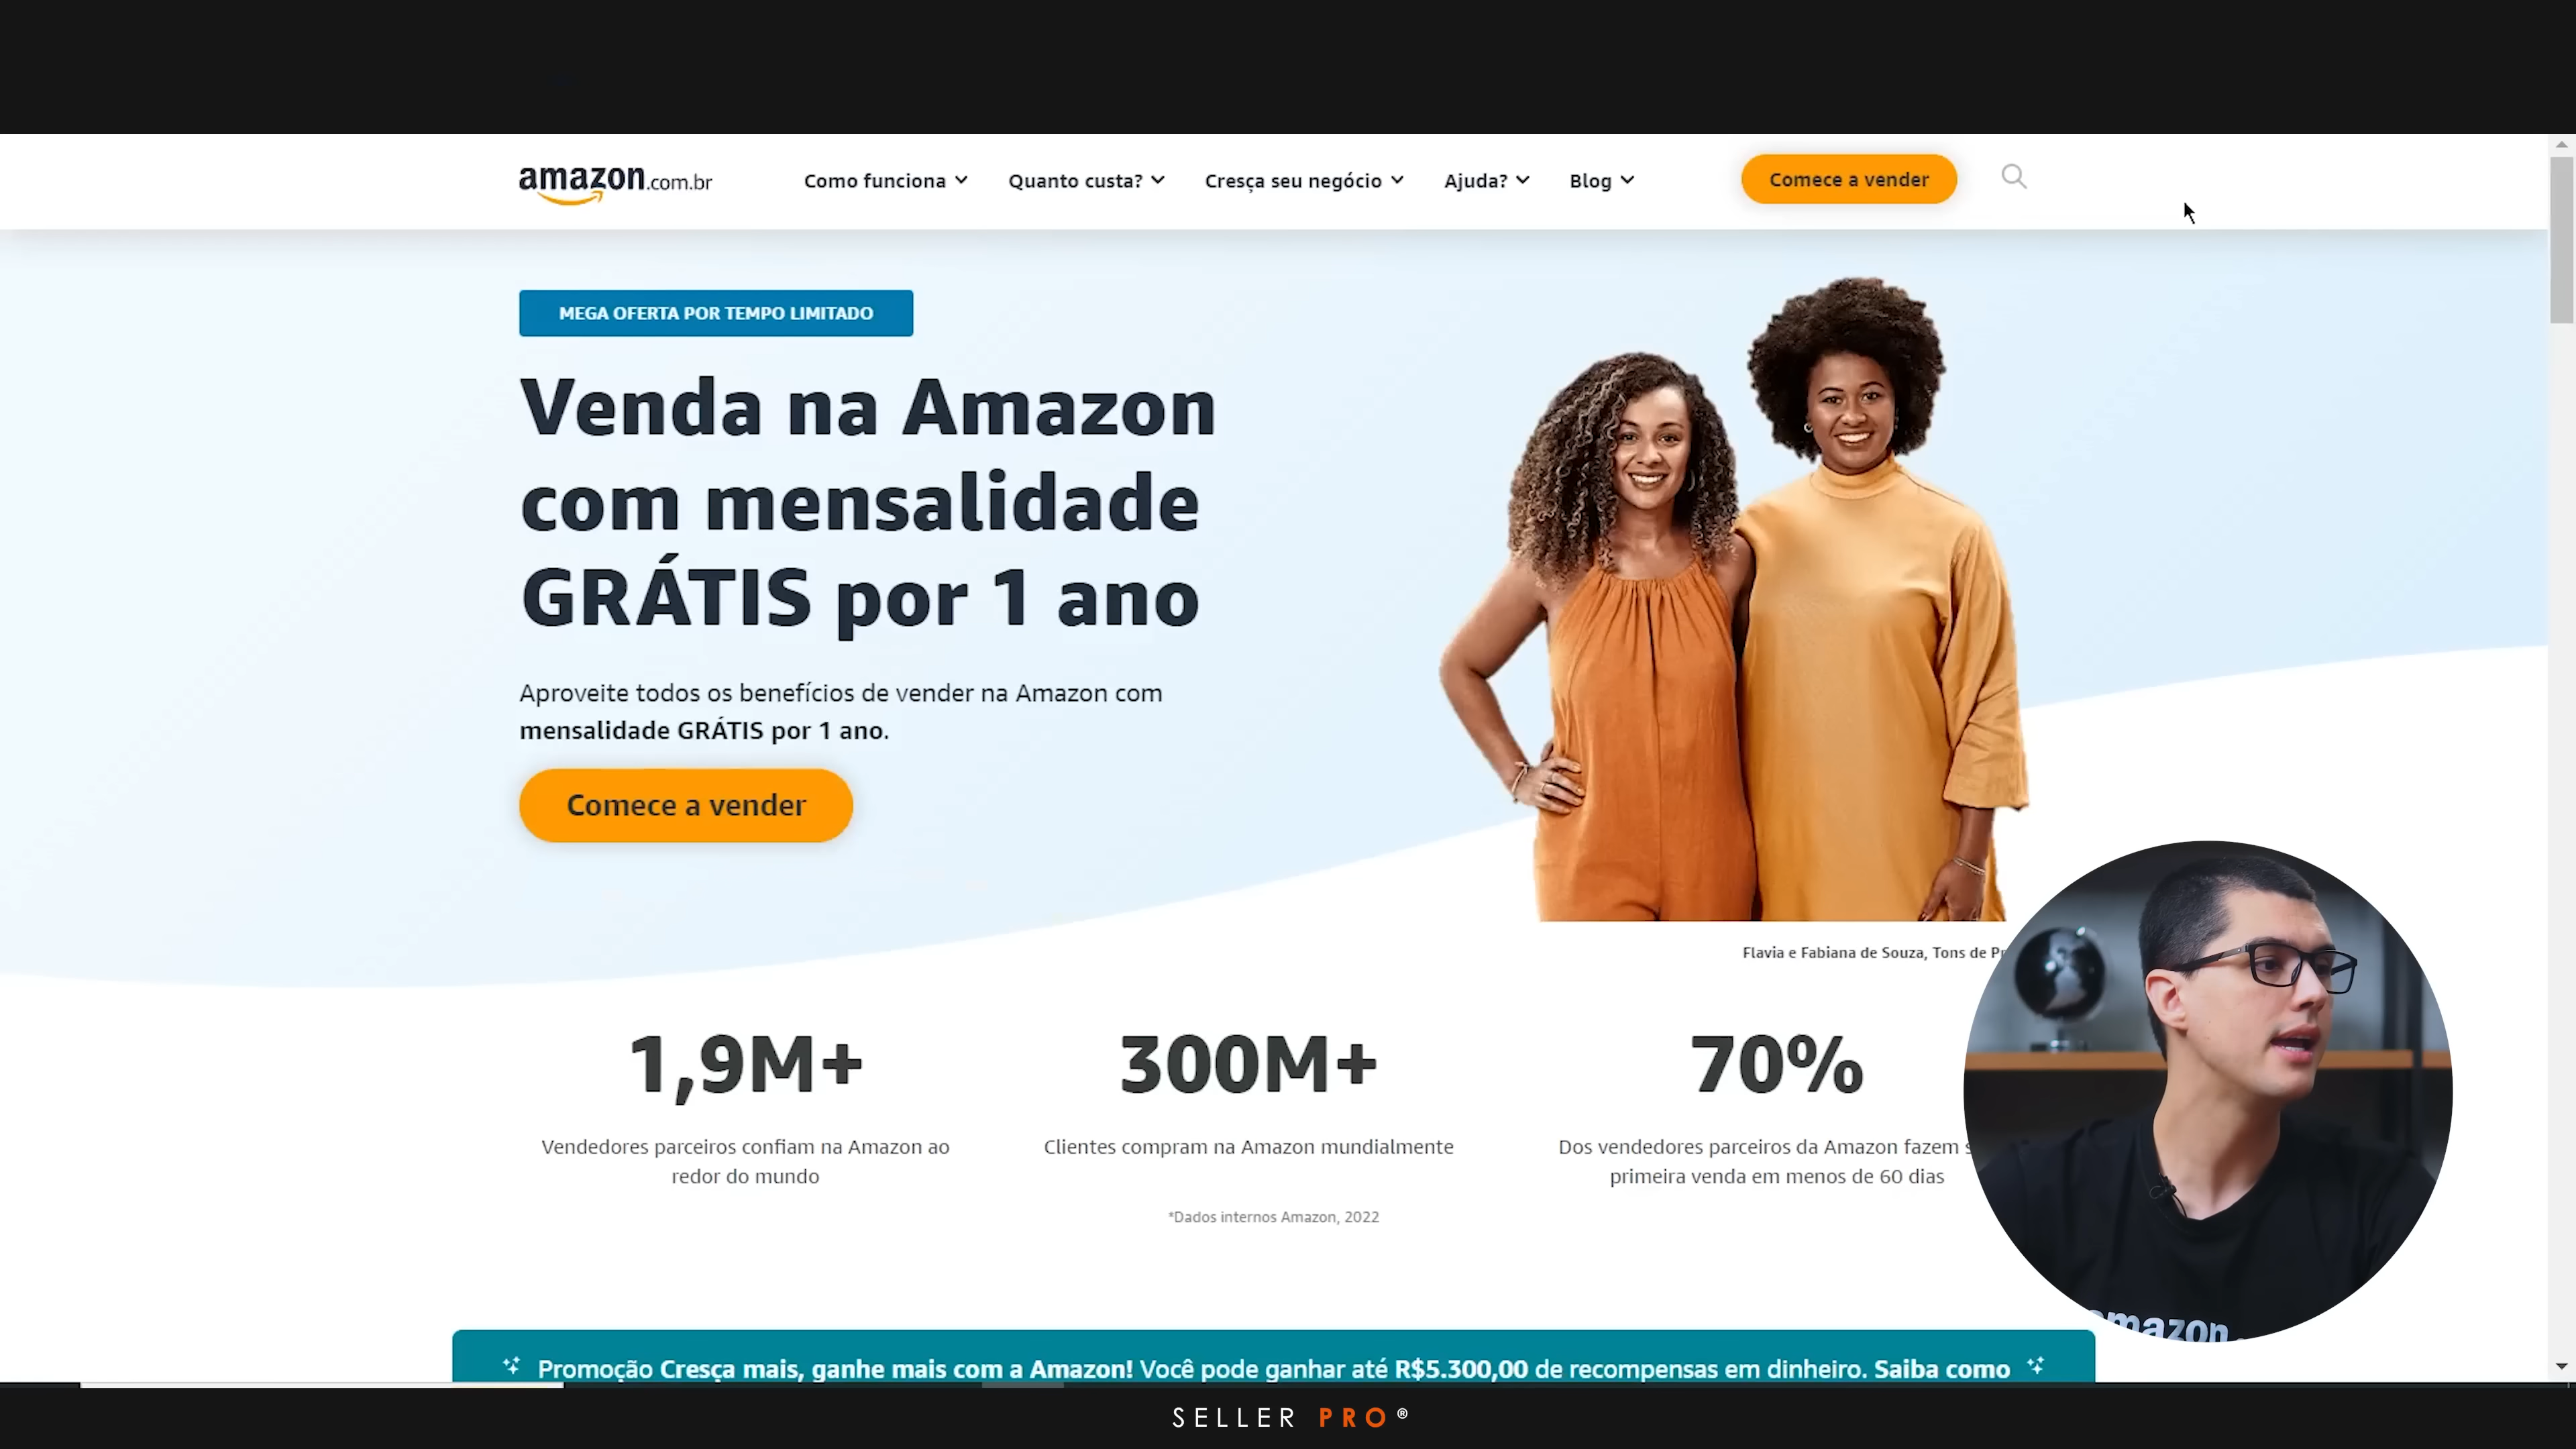 amazon.com.br
Como funciona
Quanto custa?
Cresça seu negócio
Ajuda?
Blog
Comece a vender
MEGA OFERTA POR TEMPO LIMITADO
Venda na Amazon
com mensalidade
GRÁTIS por 1 ano
Aproveite todos os benefícios de vender na Amazon com
mensalidade GRÁTIS por 1 ano.
Comece a vender
Flavia e Fabiana de Souza, Tons de
1,9M+
Vendedores parceiros confiam na Amazon ao
redor do mundo
300M+
Clientes compram na Amazon mundialmente
70%
Dos vendedores parceiros da Amazon fazem
primeira venda em menos de 60 dias
*Dados internos Amazon, 2022
amazon
Promoção Cresça mais, ganhe mais com a Amazon! Você pode ganhar até R$5.300,00 de recompensas em dinheiro. Saiba como
SELLER PRO®